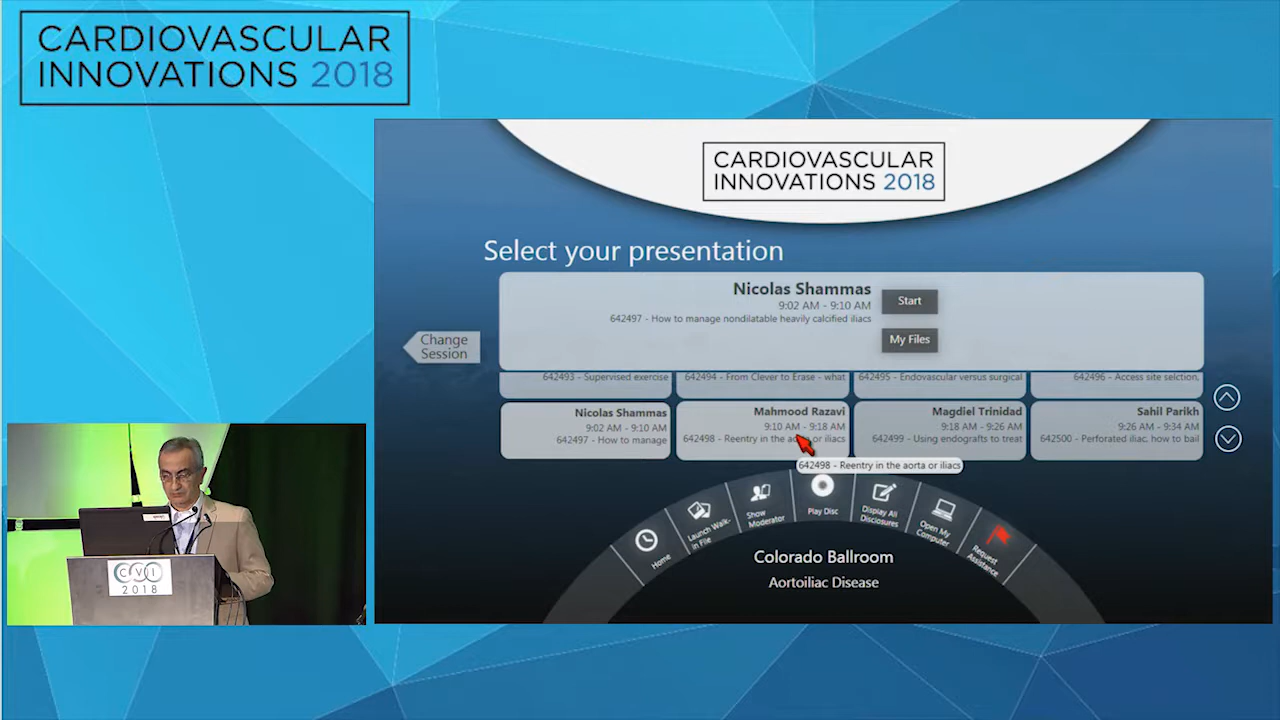 CARDIOVASCULAR
INNOVATIONS 2018
CARDIOVASCULAR
INNOVATIONS 2018
Select your presentation
Nicolas Shammas
9:02 AM - 9:10 AM
642497 - How to manage nondilatable heavily calcified iliacs
Start
My Files
Change
Session
642493 - Supervised exercise
642494 - From Clever to Erase - what
642495 - Endovascular versus surgical
642496 - Access site selction,
Nicolas Shammas
9:02 AM - 9:10 AM
642497 - How to manage
Mahmood Razavi
9:10 AM - 9:18 AM
642498 - Reentry in the aorta or iliacs
Magdiel Trinidad
9:18 AM - 9:26 AM
642499 - Using endografts to treat
Sahil Parikh
9:26 AM - 9:34 AM
642500 - Perforated iliac, how to bail
642498 - Reentry in the aorta or iliacs
Home
Launch Walk-
in File
Show
Moderator
Play Disc
Display All
Disclosures
Open My
Computer
Request
Assistance
Colorado Ballroom
Aortoiliac Disease
CVI
2018